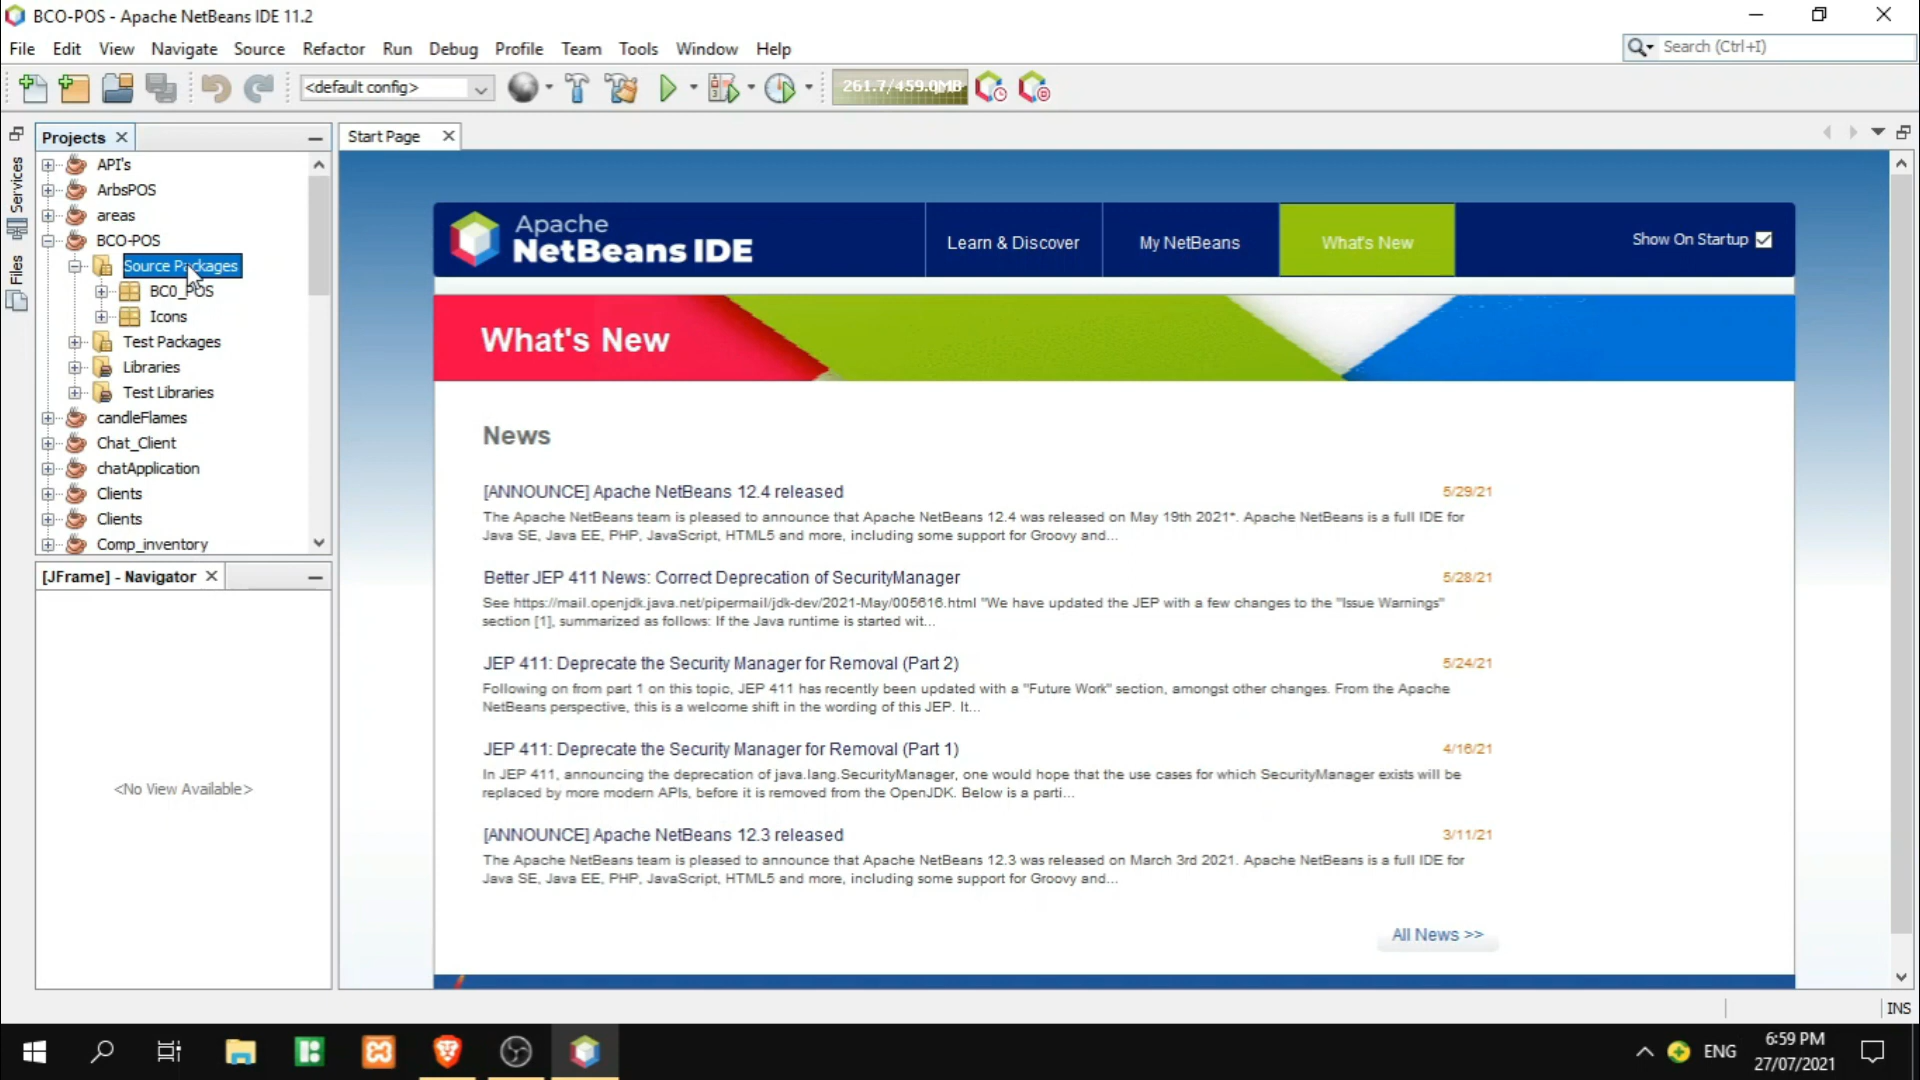 BCO-POS - Apache NetBeans IDE 11.2
File Edit View Navigate Source Refactor Run Debug Profile Team Tools Window Help
Search (Ctrl+I)
<default config>
261.7/459.0MB
Projects
Start Page
Services
Files
API's
ArbsPOS
areas
BCO-POS
Source Packages
BC0_POS
Icons
Test Packages
Libraries
Test Libraries
candleFlames
Chat_Client
chatApplication
Clients
Clients
Comp_inventory
[JFrame] - Navigator
<No View Available>
Apache
NetBeans IDE
Learn & Discover
My NetBeans
What's New
Show On Startup
What's New
News
[ANNOUNCE] Apache NetBeans 12.4 released 5/29/21
The Apache NetBeans team is pleased to announce that Apache NetBeans 12.4 was released on May 19th 2021*. Apache NetBeans is a full IDE for
Java SE, Java EE, PHP, JavaScript, HTML5 and more, including some support for Groovy and...
Better JEP 411 News: Correct Deprecation of SecurityManager 5/28/21
See https://mail.openjdk.java.net/pipermail/jdk-dev/2021-May/005616.html "We have updated the JEP with a few changes to the "Issue Warnings"
section [1], summarized as follows: If the Java runtime is started wit...
JEP 411: Deprecate the Security Manager for Removal (Part 2) 5/24/21
Following on from part 1 on this topic, JEP 411 has recently been updated with a "Future Work" section, amongst other changes. From the Apache
NetBeans perspective, this is a welcome shift in the wording of this JEP. It...
JEP 411: Deprecate the Security Manager for Removal (Part 1) 4/16/21
In JEP 411, announcing the deprecation of java.lang.SecurityManager, one would hope that the use cases for which SecurityManager exists will be
replaced by more modern APIs, before it is removed from the OpenJDK. Below is a parti...
[ANNOUNCE] Apache NetBeans 12.3 released 3/11/21
The Apache NetBeans team is pleased to announce that Apache NetBeans 12.3 was released on March 3rd 2021. Apache NetBeans is a full IDE for
Java SE, Java EE, PHP, JavaScript, HTML5 and more, including some support for Groovy and...
All News >>
INS
ENG
6:59 PM
27/07/2021